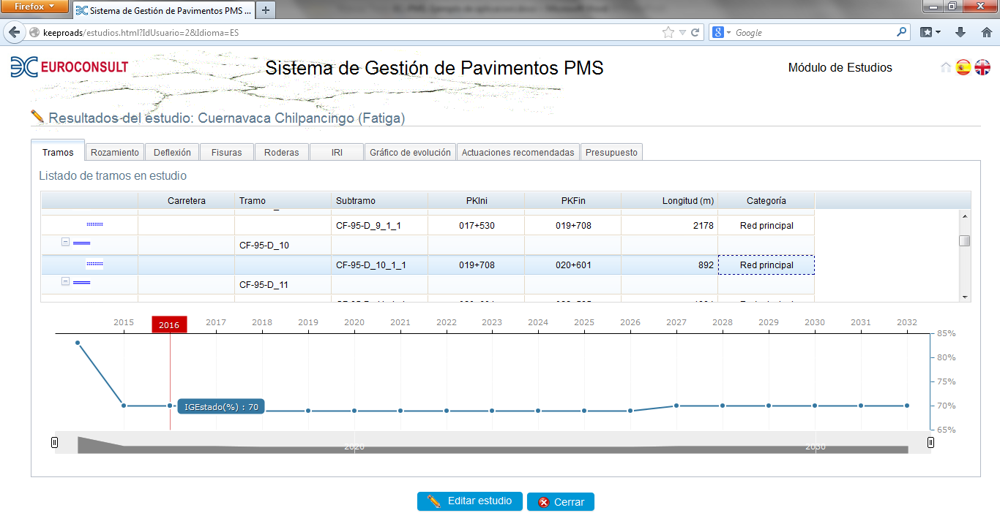 Firefox
Sistema de Gestión de Pavimentos PMS ...
keeproads/estudios.html?IdUsuario=2&Idioma=ES
Google
EUROCONSULT
Sistema de Gestión de Pavimentos PMS
Módulo de Estudios
Resultados del estudio: Cuernavaca Chilpancingo (Fatiga)
Tramos Rozamiento Deflexión Fisuras Roderas IRI Gráfico de evolución Actuaciones recomendadas Presupuesto
Listado de tramos en estudio
Carretera Tramo Subtramo PKIni PKFin Longitud (m) Categoría
CF-95-D_9_1_1 017+530 019+708 2178 Red principal
CF-95-D_10
CF-95-D_10_1_1 019+708 020+601 892 Red principal
CF-95-D_11
2015 2016 2017 2018 2019 2020 2021 2022 2023 2024 2025 2026 2027 2028 2029 2030 2031 2032
85%
80%
75%
70%
65%
IGEstado(%) : 70
2020 2030
Editar estudio Cerrar